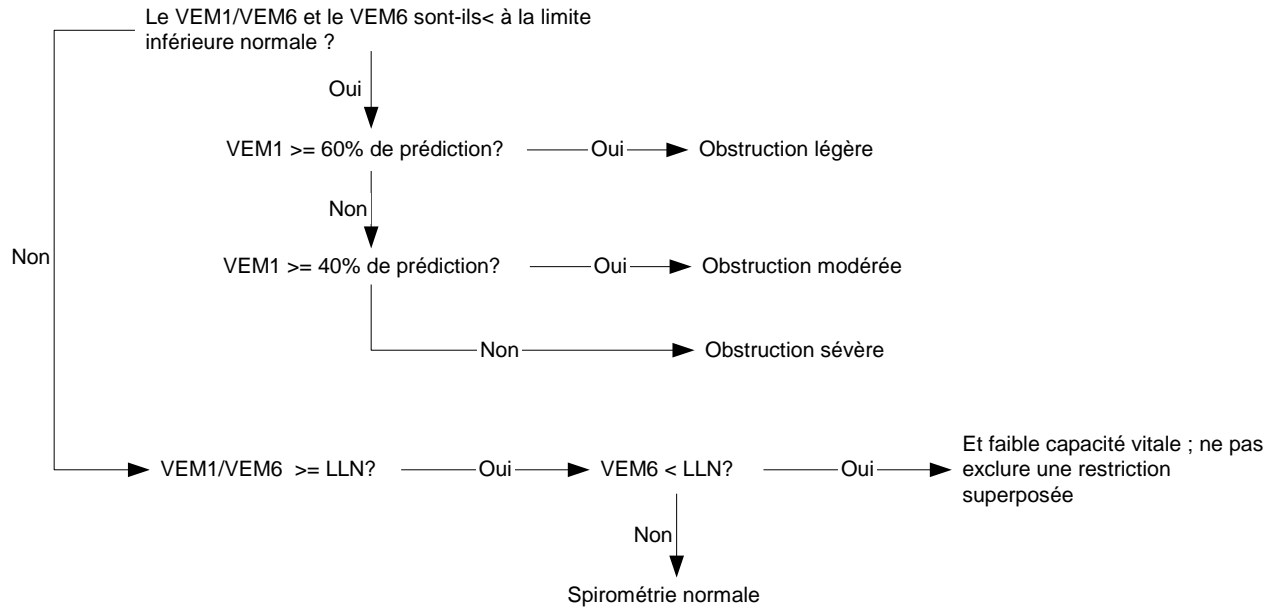 Le VEM1/VEM6 et le VEM6 sont-ils< à la limite
inférieure normale ?
Oui
VEM1 >= 60% de prédiction?
Oui
Obstruction légère
Non
Non
VEM1 >= 40% de prédiction?
Oui
Obstruction modérée
Non
Obstruction sévère
VEM1/VEM6 >= LLN?
Oui
VEM6 < LLN?
Oui
Et faible capacité vitale ; ne pas
exclure une restriction
superposée
Non
Spirométrie normale